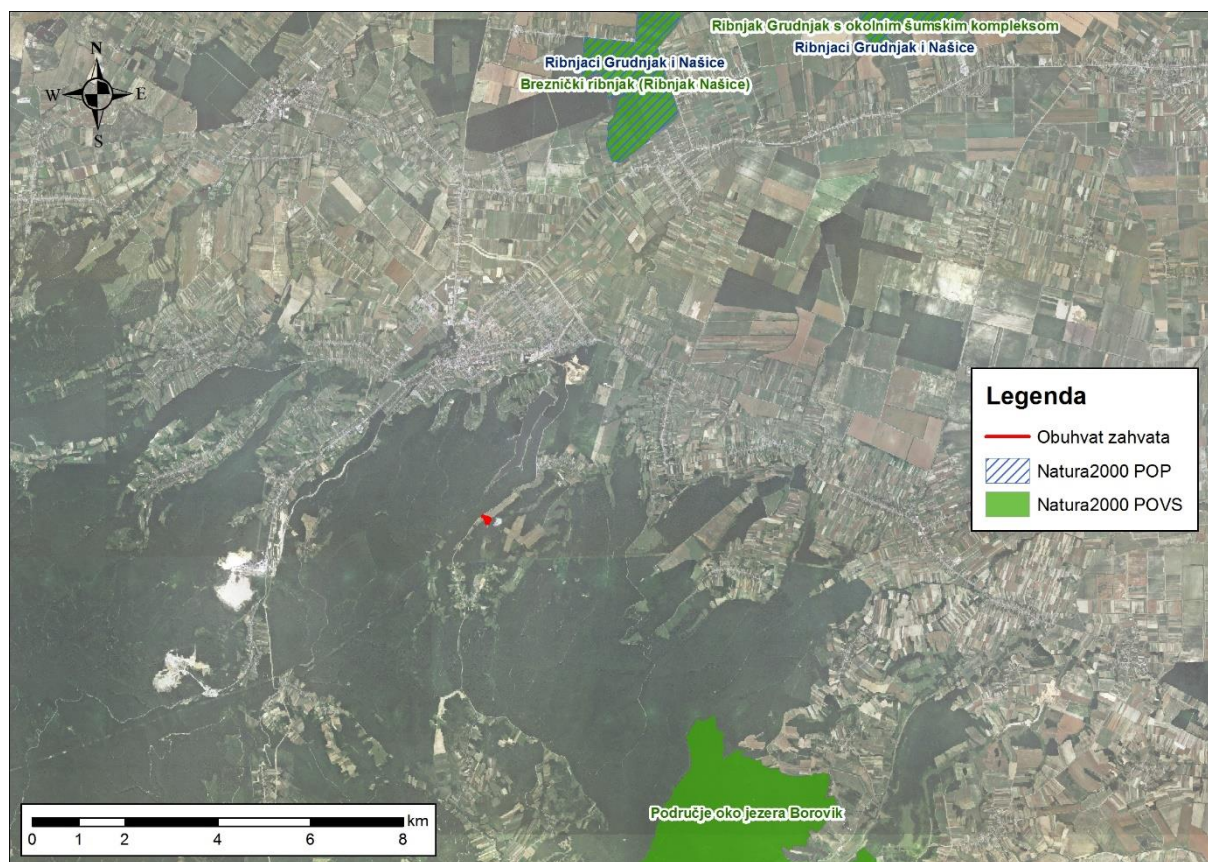 Ribnjak Grudnjak s okolnim šumskim kompleksom
Ribnjaci Grudnjak i Našice
Ribnjaci Grudnjak i Našice
Breznički ribnjak (Ribnjak Našice)
N
W E
S
Legenda
Obuhvat zahvata
Natura2000 POP
Natura2000 POVS
Područje oko jezera Borovik
km
0 1 2 4 6 8